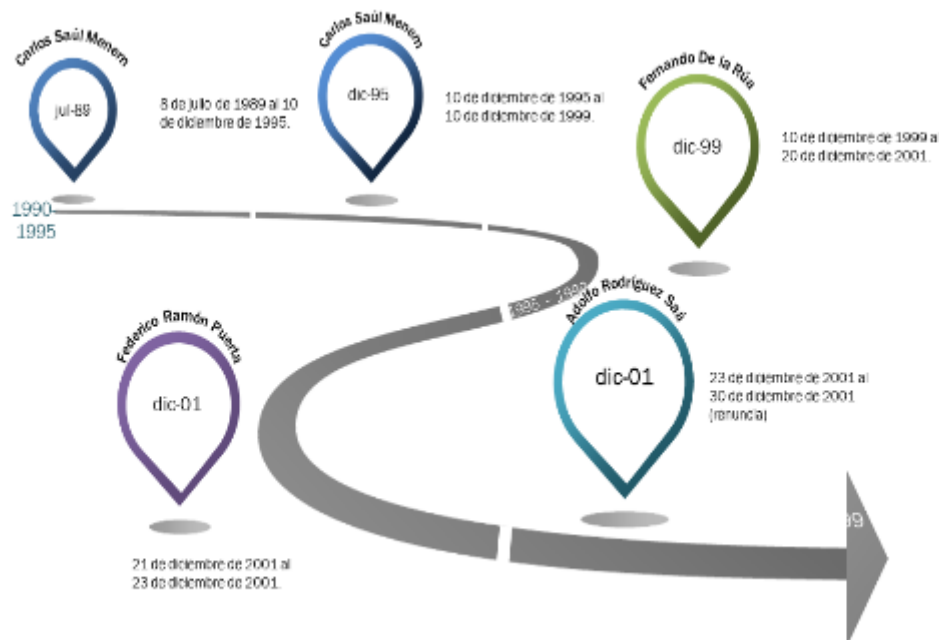 Carlos Saúl Menem
jul-89
8 de julio de 1989 al 10
de diciembre de 1995.
Carlos Saúl Menem
dic-95
10 de diciembre de 1995 al
10 de diciembre de 1999.
Fernando De la Rúa
dic-99
10 de diciembre de 1999 al
20 de diciembre de 2001.
1990
1995
Adolfo Rodríguez Saá
dic-01
23 de diciembre de 2001 al
30 de diciembre de 2001
(renuncia)
Federico Ramón Puerta
dic-01
21 de diciembre de 2001 al
23 de diciembre de 2001.